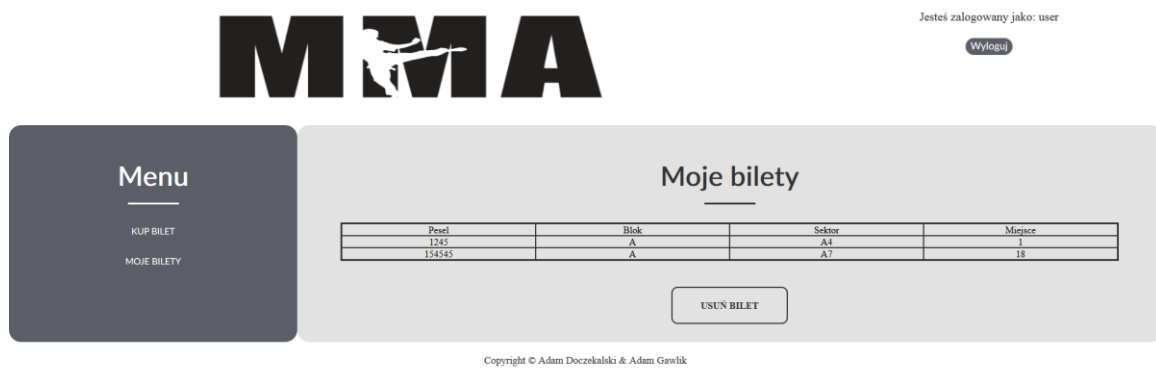 MMA
Jesteś zalogowany jako: user
Wyloguj
Menu
KUP BILET
MOJE BILETY
Moje bilety
Pesel Blok Sektor Miejsce
1245 A A4 1
154545 A A7 18
USUŃ BILET
Copyright © Adam Doczekalski & Adam Gawlik